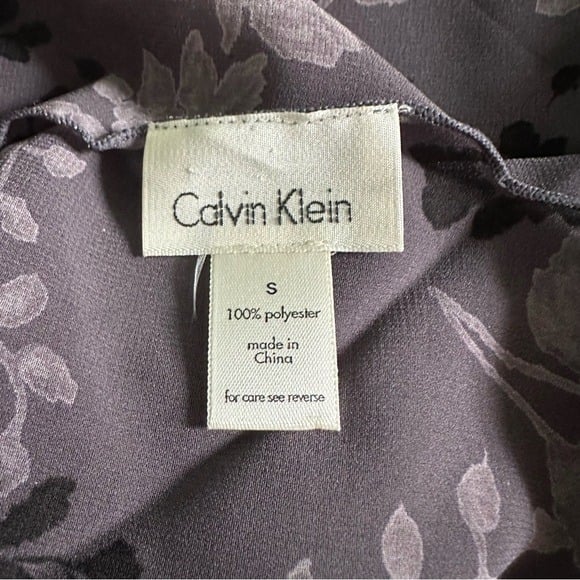 Calvin Klein
S
100% polyester
made in
China
for care see reverse